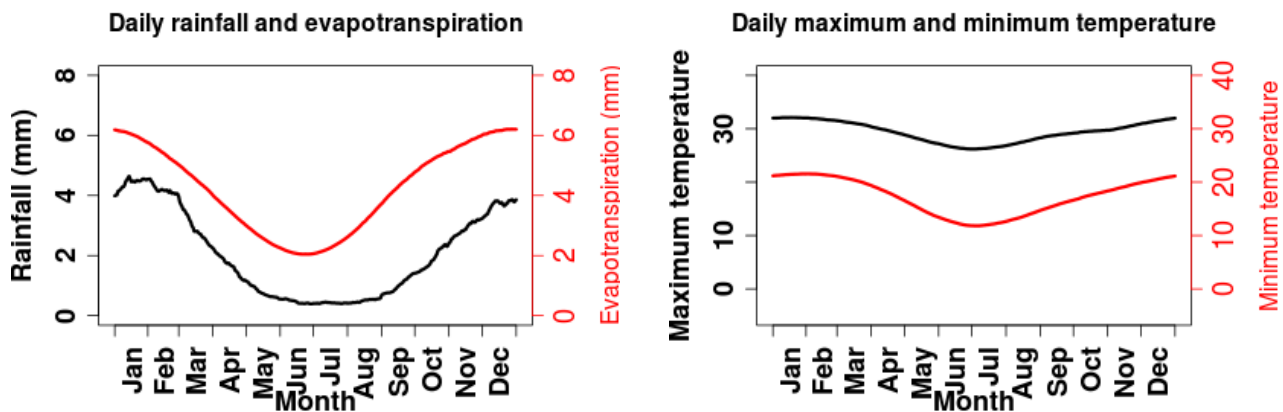 Daily rainfall and evapotranspiration
Rainfall (mm)
8
6
4
2
0
8
6
4
2
0
Evapotranspiration (mm)
Jan Feb Mar Apr May Jun Jul Aug Sep Oct Nov Dec
Month
Daily maximum and minimum temperature
Maximum temperature
30
10
0
40
30
20
10
0
Minimum temperature
Jan Feb Mar Apr May Jun Jul Aug Sep Oct Nov Dec
Month